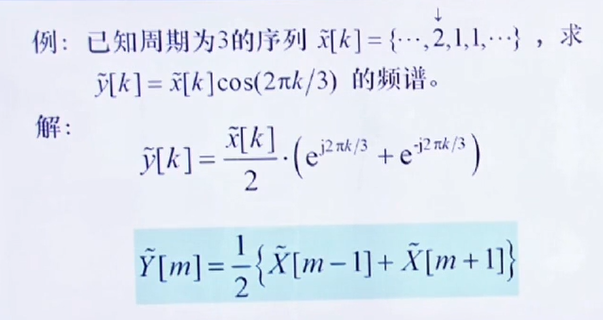 ↓
例：已知周期为3的序列 x̃[k]={⋯,2,1,1,⋯}，求
ỹ[k]=x̃[k]cos(2πk/3) 的频谱。
解：
ỹ[k]=x̃[k]/2·(e^{j2πk/3}+e^{-j2πk/3})
Ỹ[m]=1/2{X̃[m−1]+X̃[m+1]}